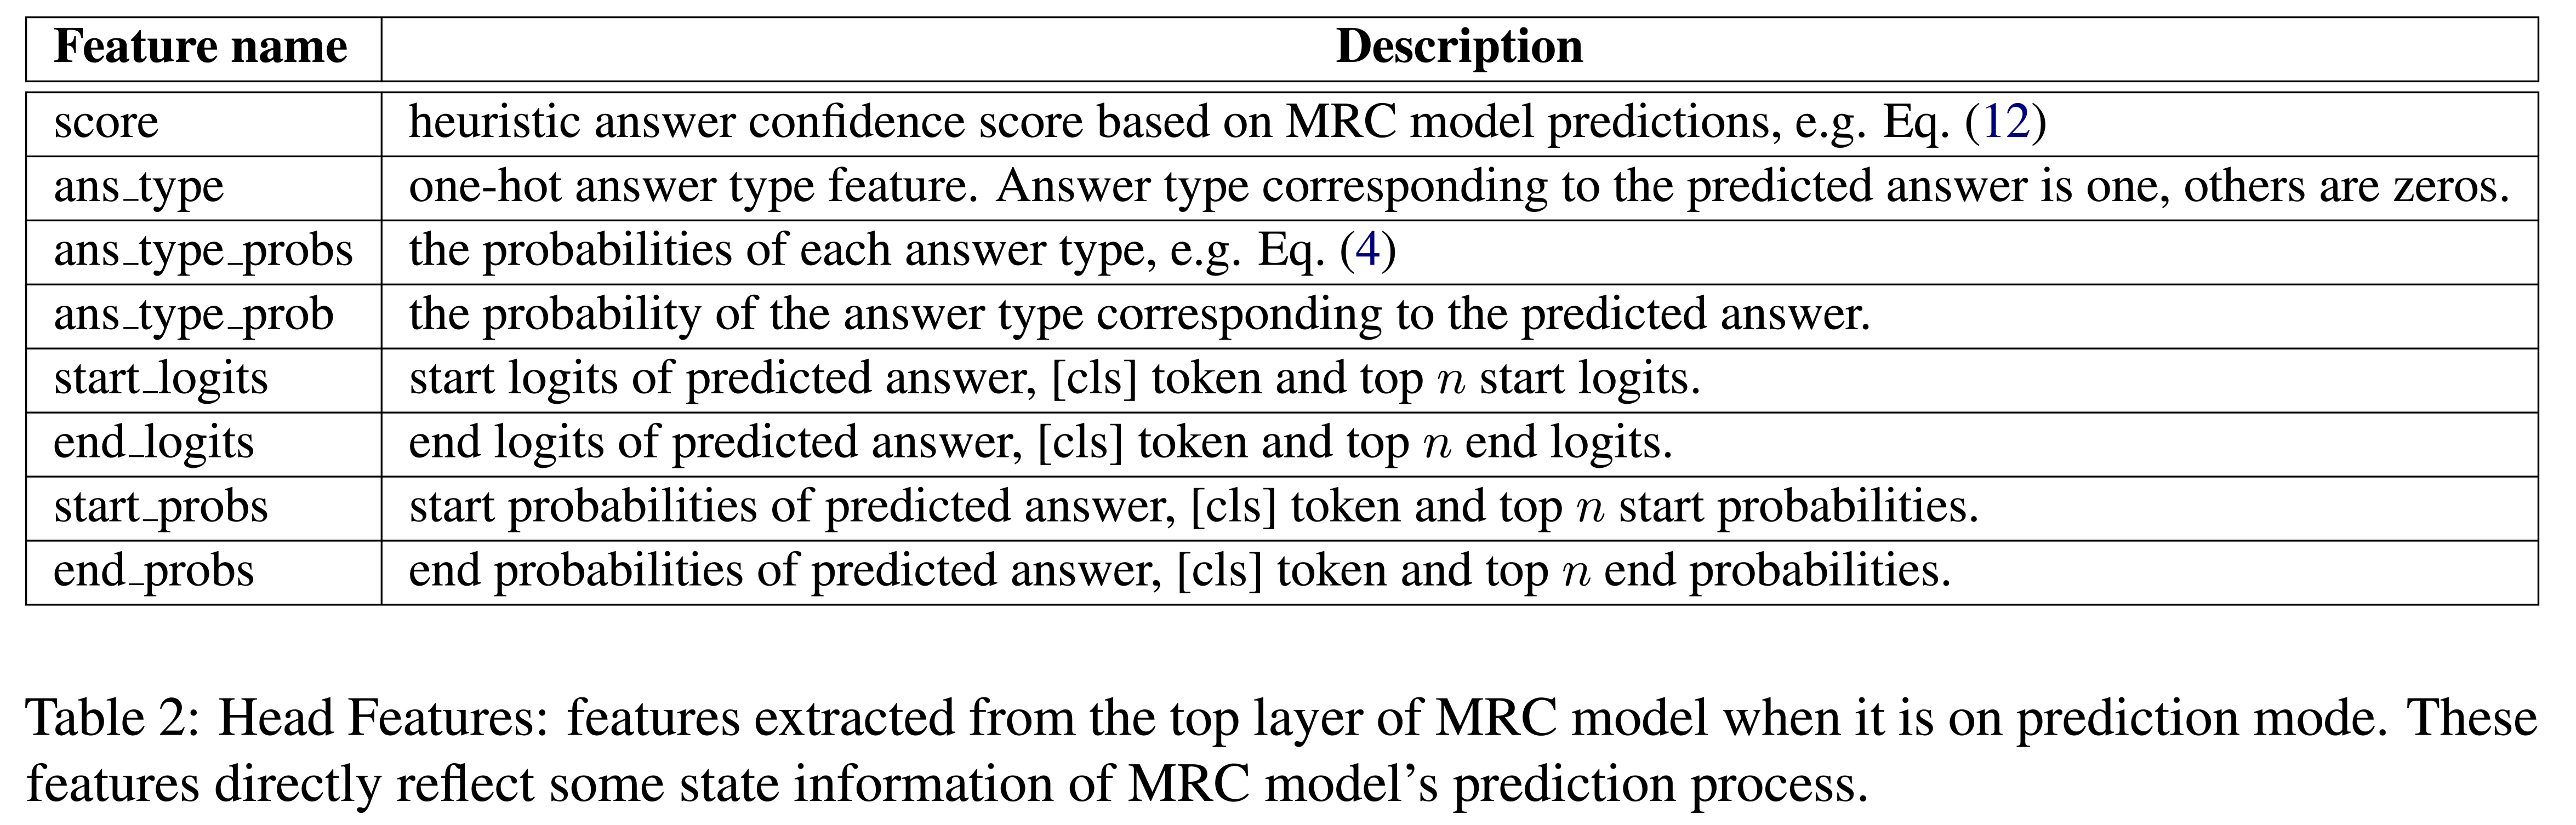 Feature name Description
score heuristic answer confidence score based on MRC model predictions, e.g. Eq. (12)
ans_type one-hot answer type feature. Answer type corresponding to the predicted answer is one, others are zeros.
ans_type_probs the probabilities of each answer type, e.g. Eq. (4)
ans_type_prob the probability of the answer type corresponding to the predicted answer.
start_logits start logits of predicted answer, [cls] token and top n start logits.
end_logits end logits of predicted answer, [cls] token and top n end logits.
start_probs start probabilities of predicted answer, [cls] token and top n start probabilities.
end_probs end probabilities of predicted answer, [cls] token and top n end probabilities.
Table 2: Head Features: features extracted from the top layer of MRC model when it is on prediction mode. These
features directly reflect some state information of MRC model's prediction process.